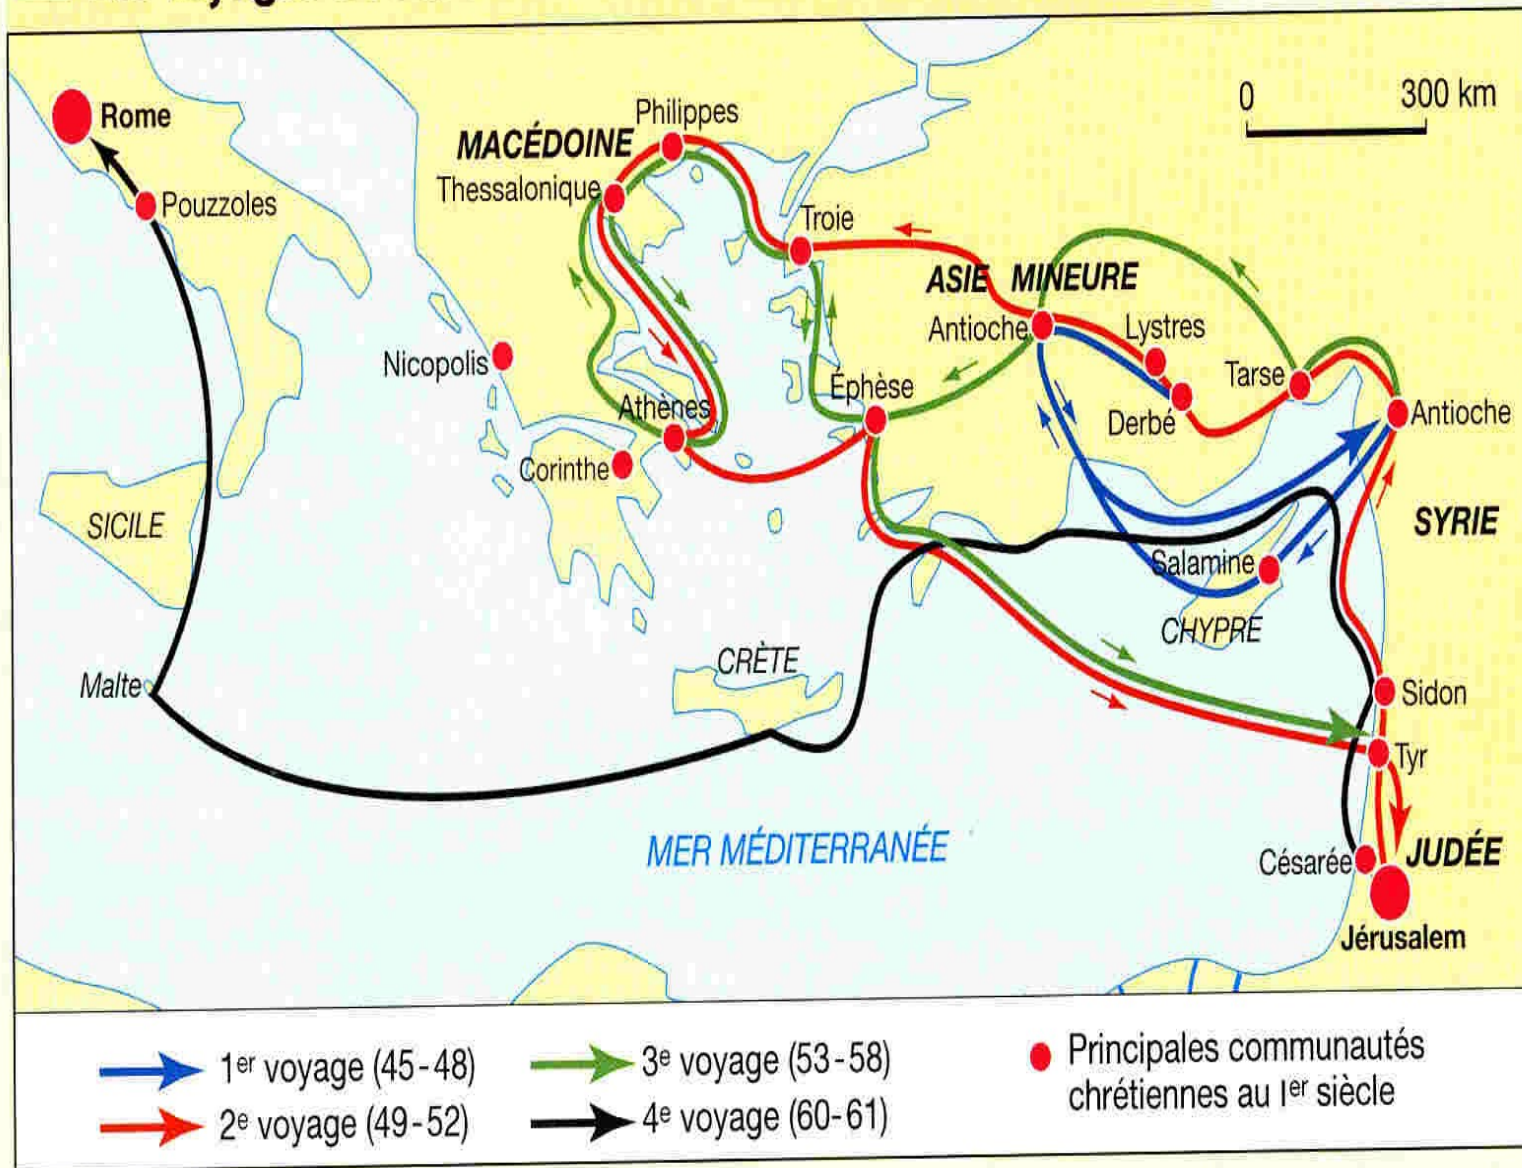 Rome
Pouzzoles
MACÉDOINE
Philippes
Thessalonique
Troie
0 300 km
ASIE MINEURE
Antioche
Lystres
Derbé
Tarse
Antioche
Nicopolis
Athènes
Éphèse
Corinthe
SICILE
SYRIE
Salamine
CHYPRE
Malte
CRÈTE
Sidon
Tyr
MER MÉDITERRANÉE
Césarée
JUDÉE
Jérusalem
1er voyage (45-48)
2e voyage (49-52)
3e voyage (53-58)
4e voyage (60-61)
Principales communautés
chrétiennes au Ier siècle